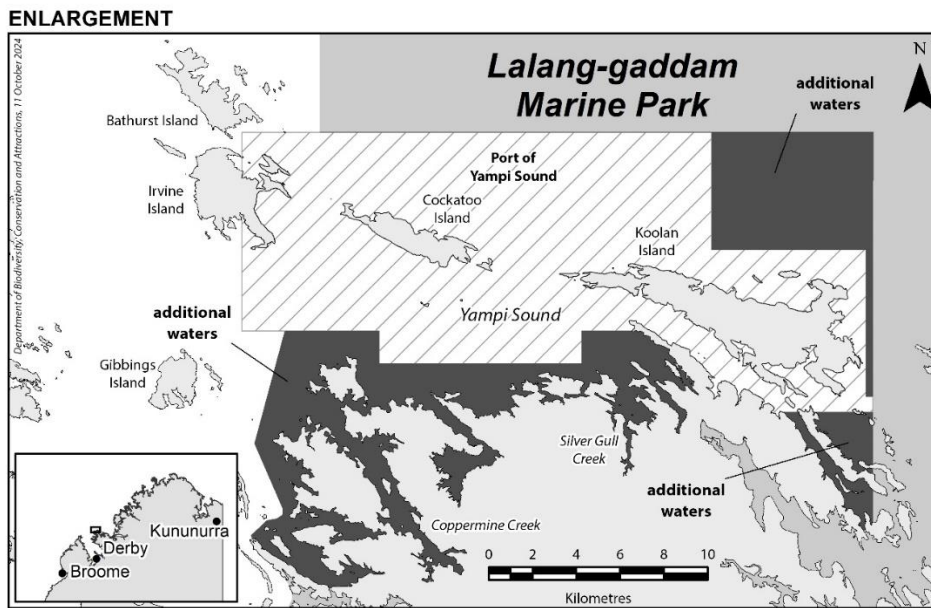 ENLARGEMENT
Department of Biodiversity, Conservation and Attractions, 11 October 2024
Lalang-gaddam
Marine Park
N
additional
waters
Bathurst Island
Port of
Yampi Sound
Irvine
Island
Cockatoo
Island
Koolan
Island
additional
waters
Yampi Sound
Gibbings
Island
Silver Gull
Creek
additional
waters
Coppermine Creek
Kununurra
Derby
Broome
0 2 4 6 8 10
Kilometres